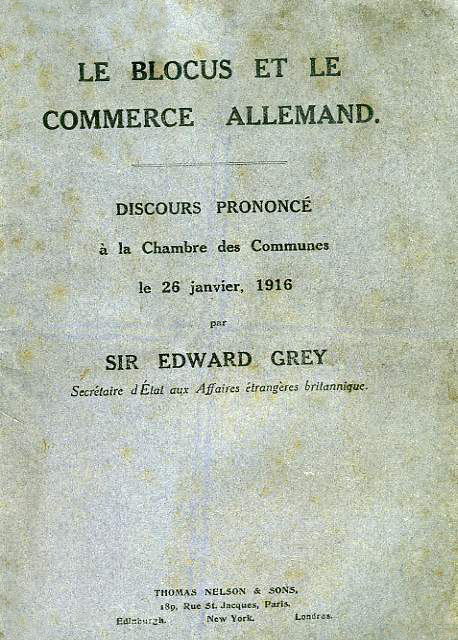 LE BLOCUS ET LE
COMMERCE ALLEMAND.
DISCOURS PRONONCÉ
à la Chambre des Communes
le 26 janvier, 1916
par
SIR EDWARD GREY
Secrétaire d'État aux Affaires étrangères britannique.
THOMAS NELSON & SONS,
189, Rue St. Jacques, Paris.
Edinburgh. New York. Londres.